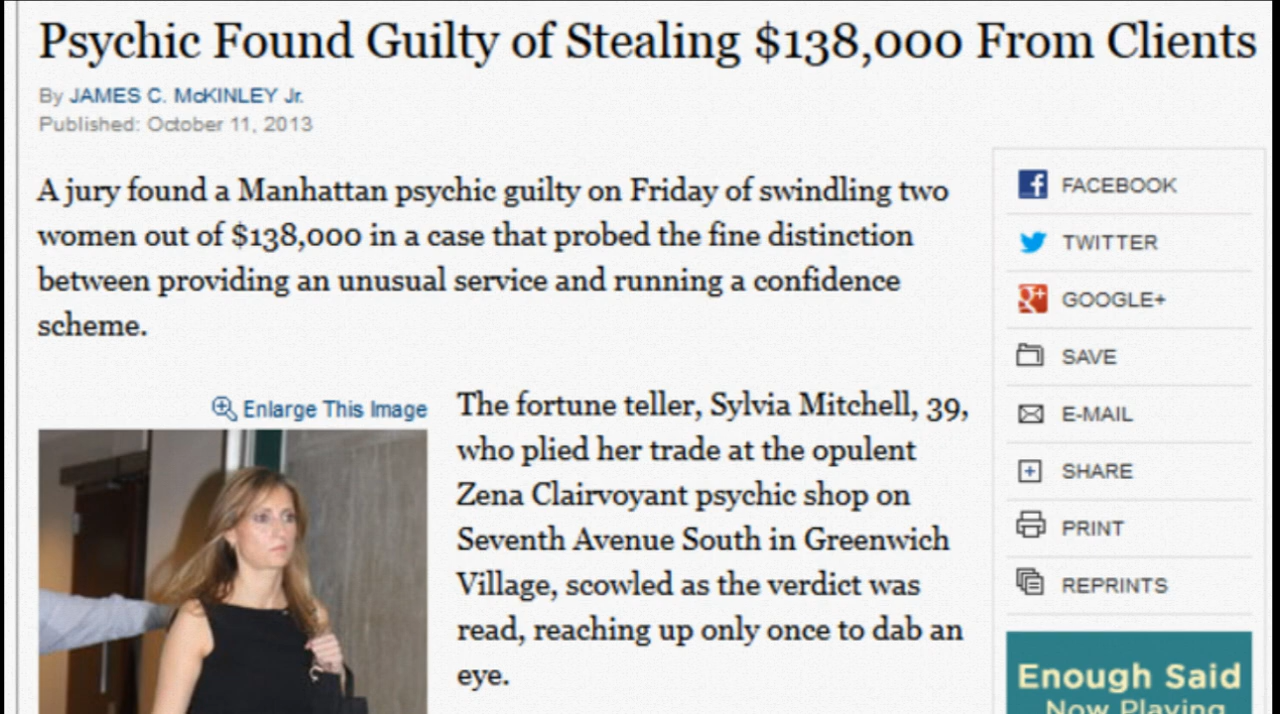 Psychic Found Guilty of Stealing $138,000 From Clients
By JAMES C. McKINLEY Jr.
Published: October 11, 2013
A jury found a Manhattan psychic guilty on Friday of swindling two
women out of $138,000 in a case that probed the fine distinction
between providing an unusual service and running a confidence
scheme.
Enlarge This Image
The fortune teller, Sylvia Mitchell, 39,
who plied her trade at the opulent
Zena Clairvoyant psychic shop on
Seventh Avenue South in Greenwich
Village, scowled as the verdict was
read, reaching up only once to dab an
eye.
FACEBOOK
TWITTER
GOOGLE+
SAVE
E-MAIL
SHARE
PRINT
REPRINTS
Enough Said
Now Playing